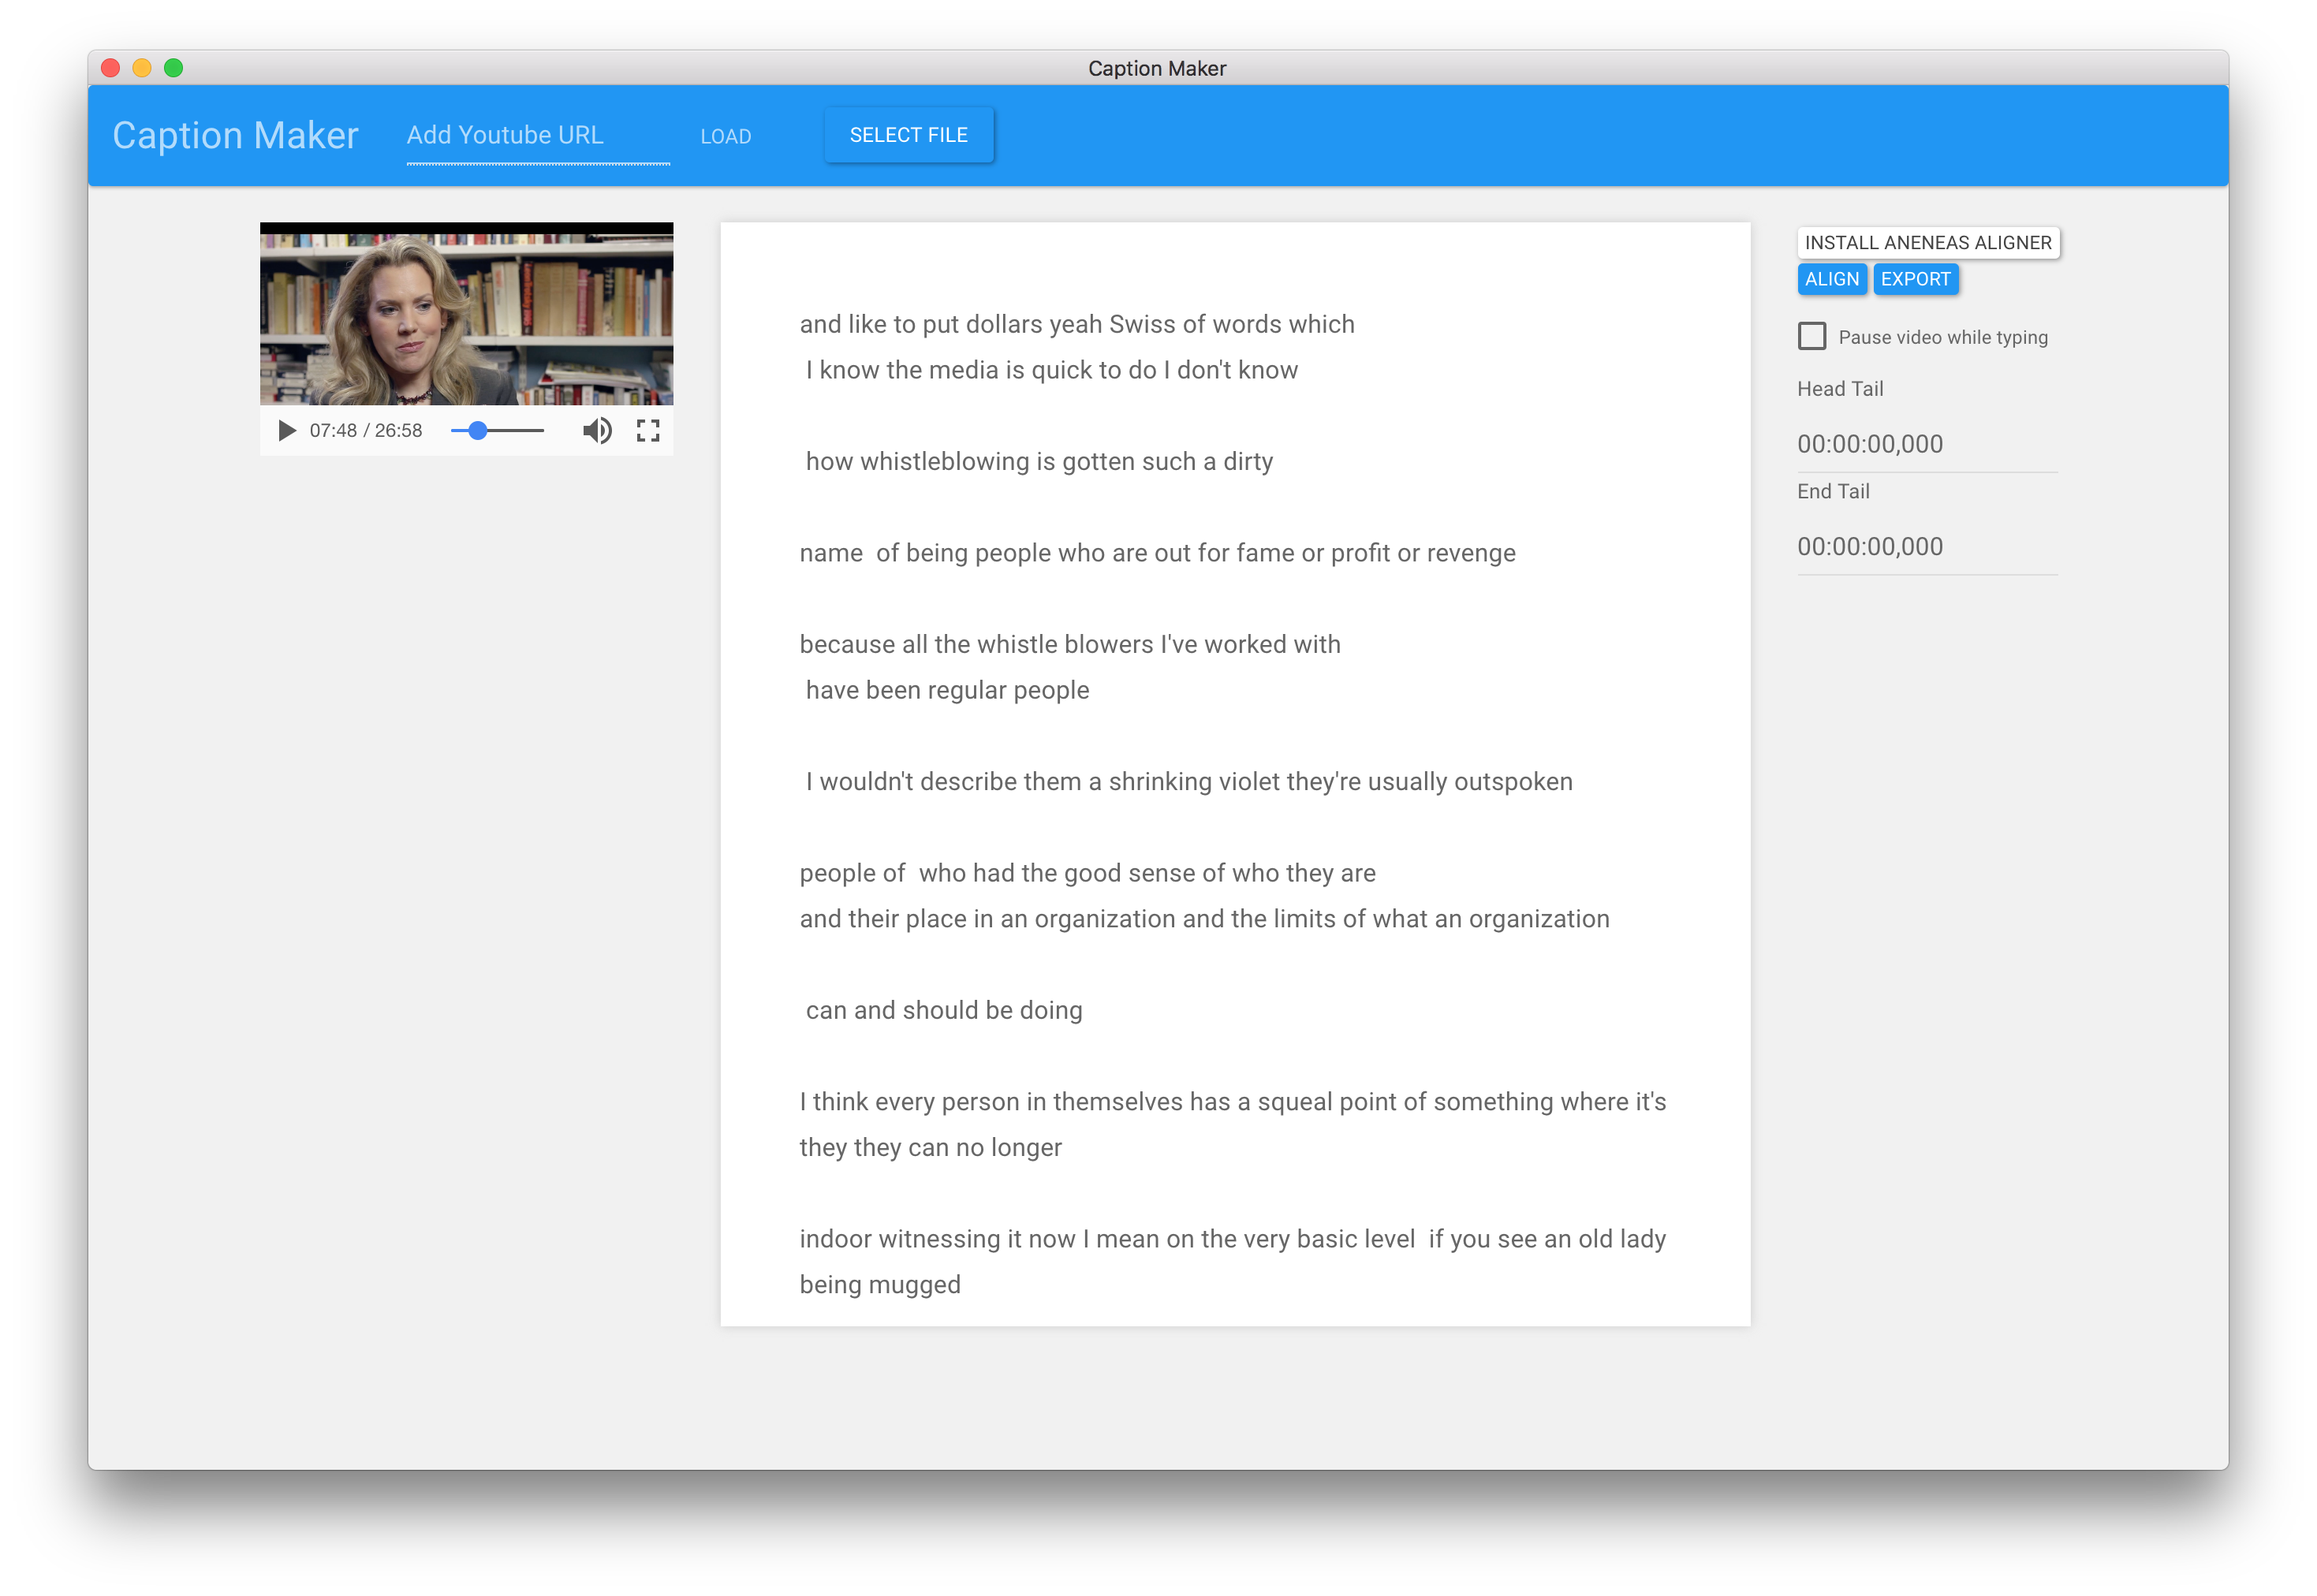 Caption Maker
Caption Maker
Add Youtube URL
LOAD
SELECT FILE
07:48 / 26:58
and like to put dollars yeah Swiss of words which
I know the media is quick to do I don't know
how whistleblowing is gotten such a dirty
name  of being people who are out for fame or profit or revenge
because all the whistle blowers I've worked with
have been regular people
I wouldn't describe them a shrinking violet they're usually outspoken
people of  who had the good sense of who they are
and their place in an organization and the limits of what an organization
can and should be doing
I think every person in themselves has a squeal point of something where it's
they they can no longer
indoor witnessing it now I mean on the very basic level  if you see an old lady
being mugged
INSTALL ANENEAS ALIGNER
ALIGN
EXPORT
Pause video while typing
Head Tail
00:00:00,000
End Tail
00:00:00,000